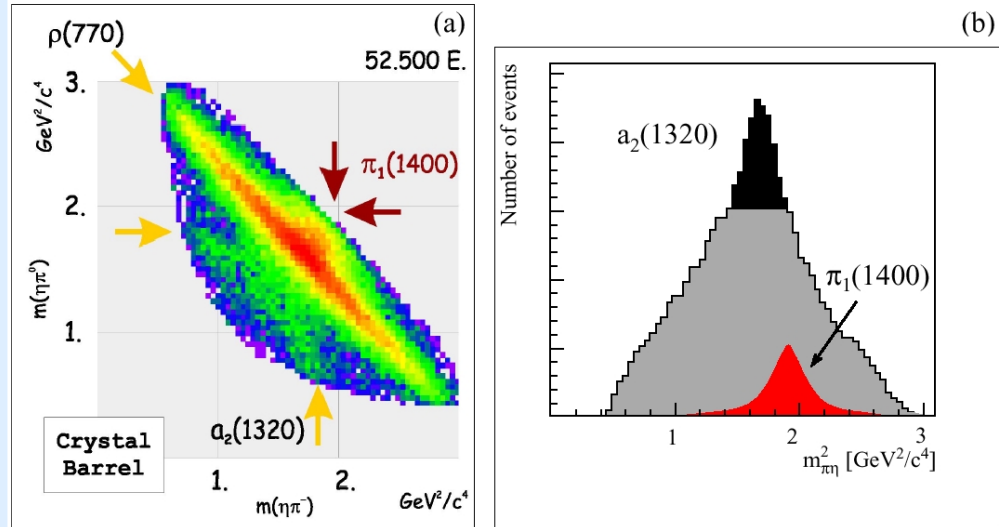 (a)
ρ(770)
52.500 E.
3.
GeV²/c⁴
π₁(1400)
2.
m(ηπ⁰)
1.
a₂(1320)
Crystal
Barrel
1.
2.
m(ηπ⁻)
GeV²/c⁴
(b)
Number of events
a₂(1320)
π₁(1400)
1
2
3
m²πη [GeV²/c⁴]